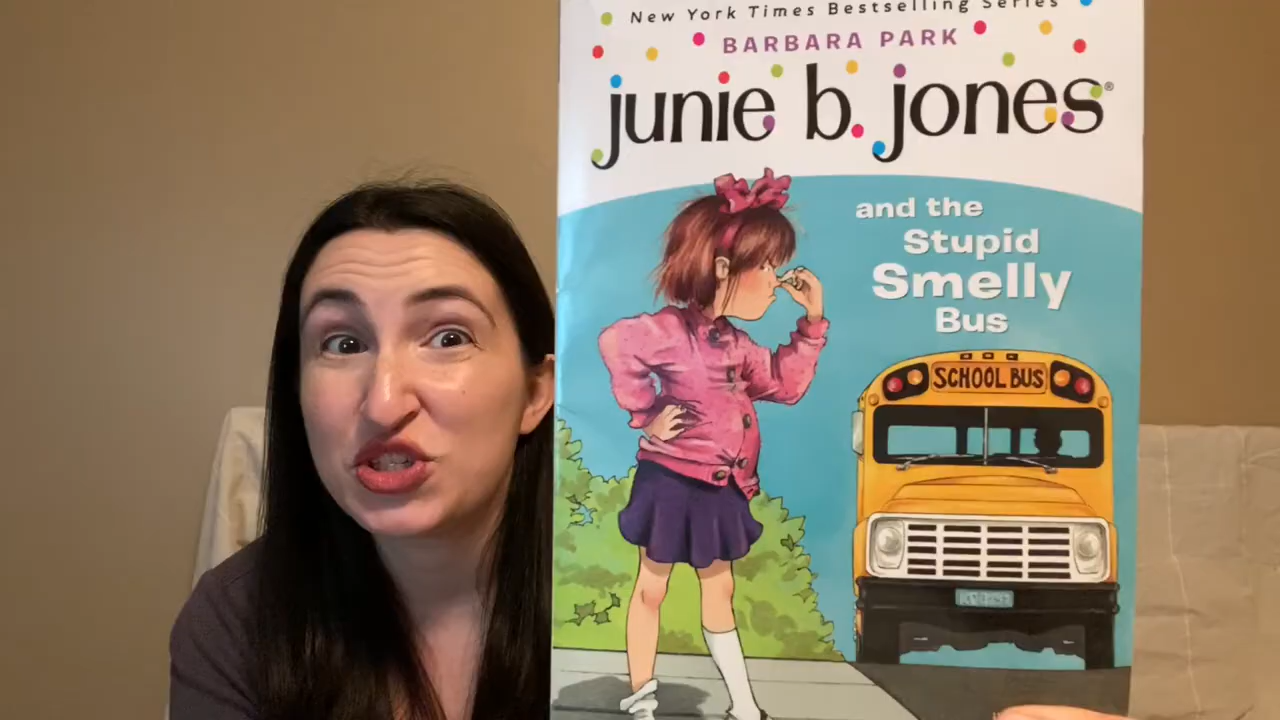 New York Times Bestselling Series
BARBARA PARK
junie b. jones®
and the
Stupid
Smelly
Bus
SCHOOL BUS